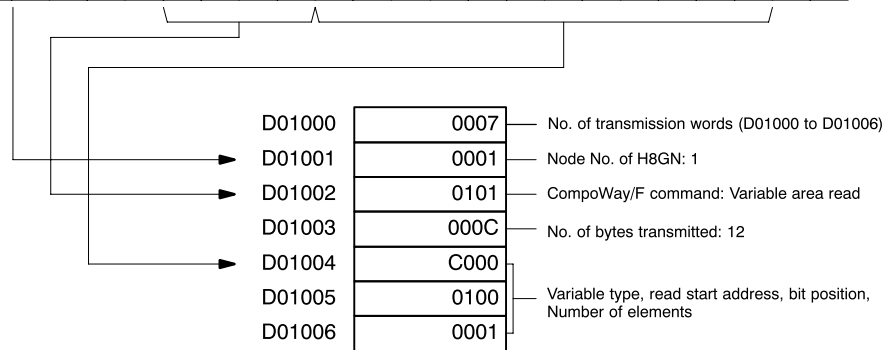 D01000 0007 No. of transmission words (D01000 to D01006)
D01001 0001 Node No. of H8GN: 1
D01002 0101 CompoWay/F command: Variable area read
D01003 000C No. of bytes transmitted: 12
D01004 C000
D01005 0100 Variable type, read start address, bit position,
Number of elements
D01006 0001